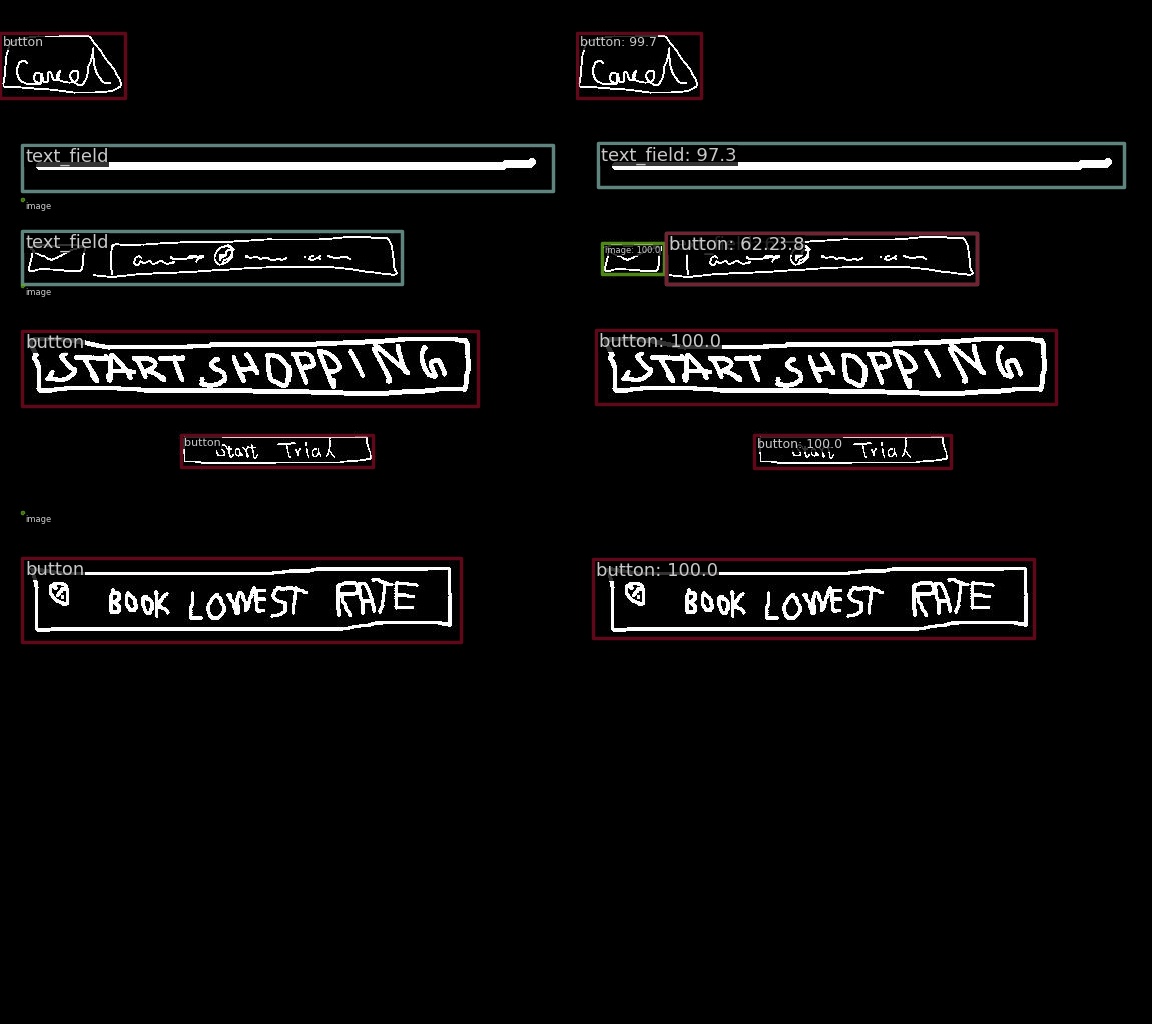 button button: 99.7
Cancel Cancel
text_field text_field: 97.3
image
text_field image: 100.0 button: 62.2
image
button button: 100.0
START SHOPPING START SHOPPING
button button: 100.0
Start Trial Start Trial
image
button button: 100.0
BOOK LOWEST RATE BOOK LOWEST RATE